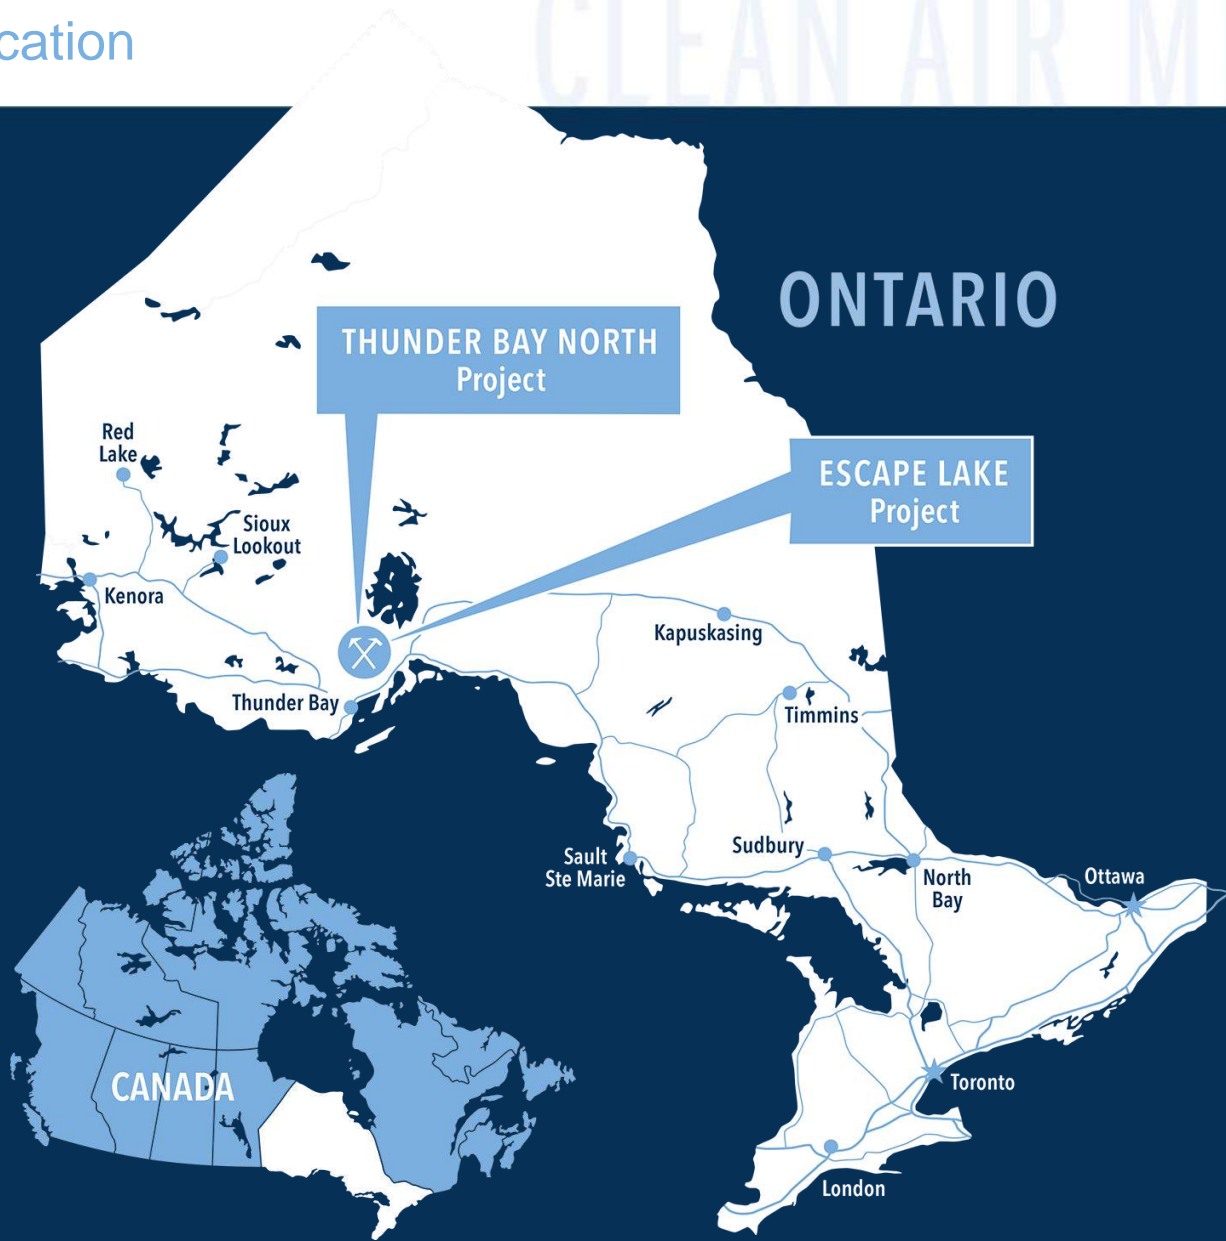 cation
CLEAN AIR M
ONTARIO
THUNDER BAY NORTH
Project
ESCAPE LAKE
Project
Red
Lake
Sioux
Lookout
Kenora
Kapuskasing
Thunder Bay
Timmins
Sault
Ste Marie
Sudbury
North
Bay
Ottawa
CANADA
Toronto
London